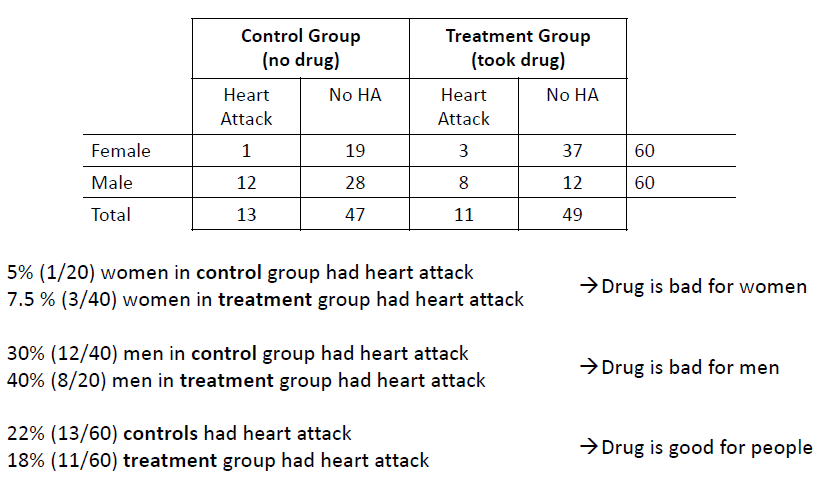 Control Group Treatment Group
(no drug) (took drug)
Heart Attack No HA Heart Attack No HA
Female 1 19 3 37 60
Male 12 28 8 12 60
Total 13 47 11 49
5% (1/20) women in control group had heart attack
7.5 % (3/40) women in treatment group had heart attack
→Drug is bad for women
30% (12/40) men in control group had heart attack
40% (8/20) men in treatment group had heart attack
→Drug is bad for men
22% (13/60) controls had heart attack
18% (11/60) treatment group had heart attack
→Drug is good for people